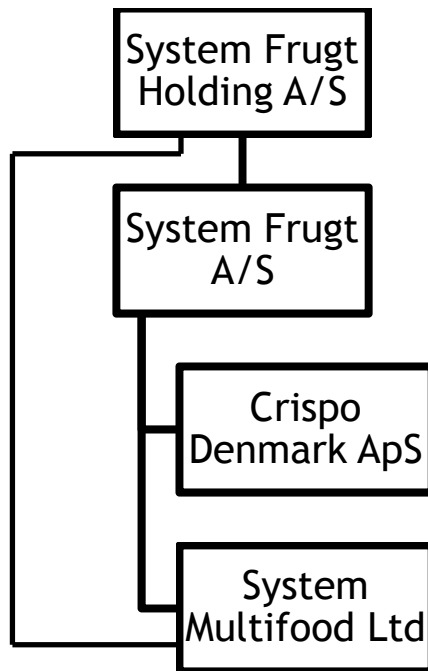 System Frugt
Holding A/S
System Frugt
A/S
Crispo
Denmark ApS
System
Multifood Ltd